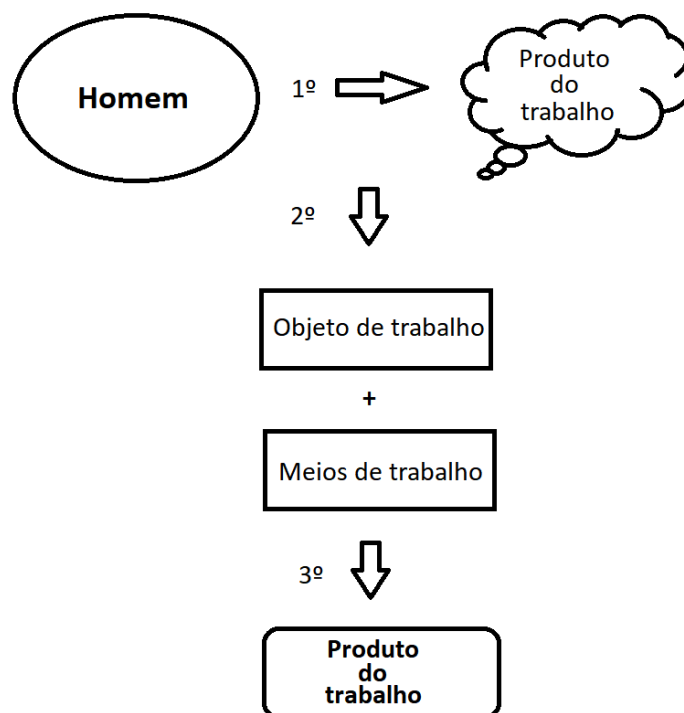 Homem
1º
Produto
do
trabalho
2º
Objeto de trabalho
+
Meios de trabalho
3º
Produto
do
trabalho